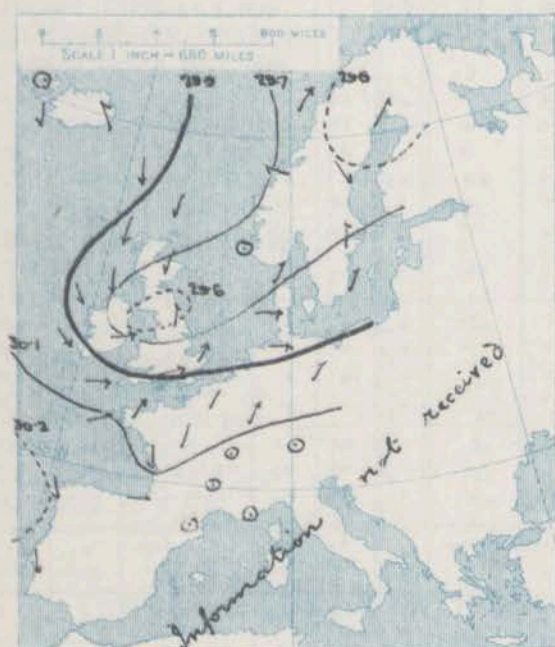 800 MILES
SCALE 1 INCH = 680 MILES
29.9
29.7
29.6
29.6
30.1
30.2
Information not received